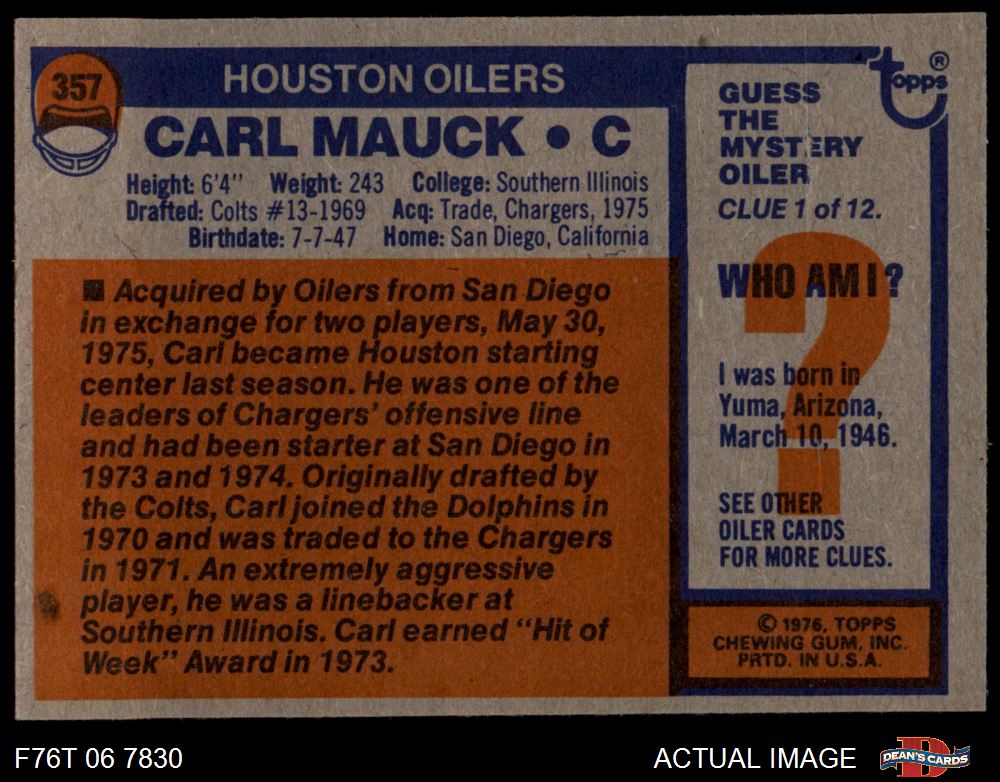 357
HOUSTON OILERS
CARL MAUCK • C
Height: 6'4" Weight: 243 College: Southern Illinois
Drafted: Colts #13-1969 Acq: Trade, Chargers, 1975
Birthdate: 7-7-47 Home: San Diego, California
■ Acquired by Oilers from San Diego
in exchange for two players, May 30,
1975, Carl became Houston starting
center last season. He was one of the
leaders of Chargers' offensive line
and had been starter at San Diego in
1973 and 1974. Originally drafted by
the Colts, Carl joined the Dolphins in
1970 and was traded to the Chargers
in 1971. An extremely aggressive
player, he was a linebacker at
Southern Illinois. Carl earned "Hit of
Week" Award in 1973.
topps®
GUESS
THE
MYSTERY
OILER
CLUE 1 of 12.
WHO AM I?
?
I was born in
Yuma, Arizona,
March 10, 1946.
SEE OTHER
OILER CARDS
FOR MORE CLUES.
© 1976, TOPPS
CHEWING GUM, INC.
PRTD. IN U.S.A.
F76T 06 7830
ACTUAL IMAGE
D
DEAN'S CARDS